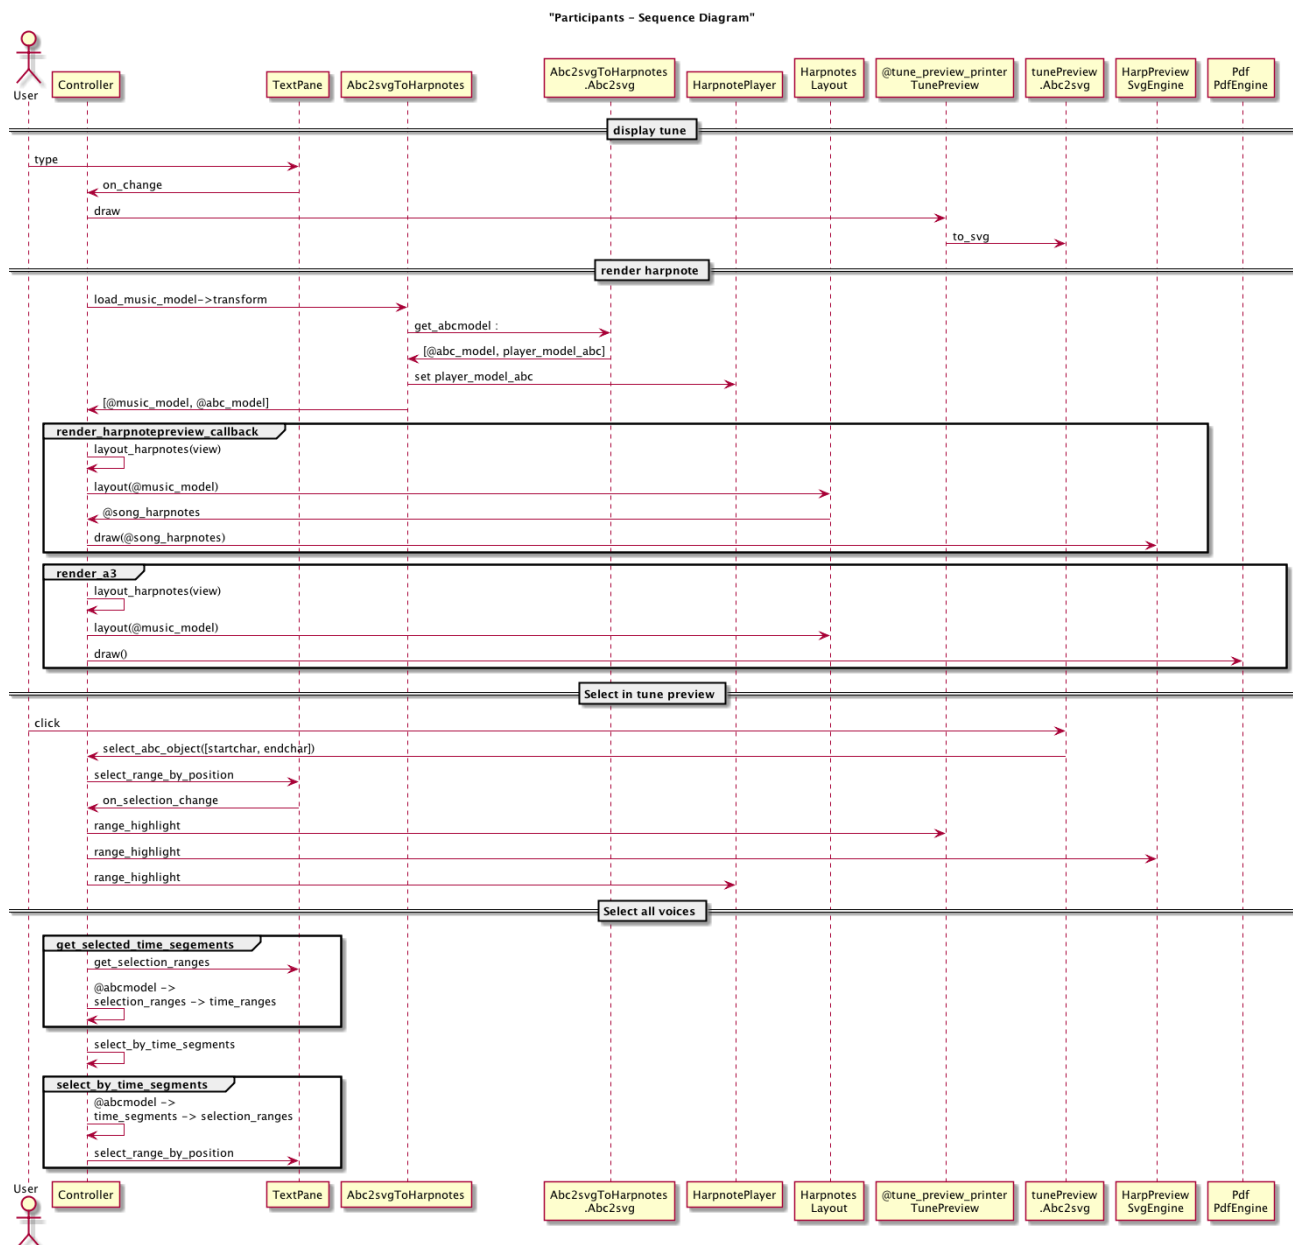 "Participants - Sequence Diagram"
User
Controller
TextPane
Abc2svgToHarpnotes
Abc2svgToHarpnotes
.Abc2svg
HarpnotePlayer
Harpnotes
Layout
@tune_preview_printer
TunePreview
tunePreview
.Abc2svg
HarpPreview
SvgEngine
Pdf
PdfEngine
display tune
type
on_change
draw
to_svg
render harpnote
load_music_model->transform
get_abcmodel :
[@abc_model, player_model_abc]
set player_model_abc
[@music_model, @abc_model]
render_harpnotepreview_callback
layout_harpnotes(view)
layout(@music_model)
@song_harpnotes
draw(@song_harpnotes)
render_a3
layout_harpnotes(view)
layout(@music_model)
draw()
Select in tune preview
click
select_abc_object([startchar, endchar])
select_range_by_position
on_selection_change
range_highlight
range_highlight
range_highlight
Select all voices
get_selected_time_segements
get_selection_ranges
@abcmodel ->
selection_ranges -> time_ranges
select_by_time_segments
select_by_time_segments
@abcmodel ->
time_segments -> selection_ranges
select_range_by_position
User
Controller
TextPane
Abc2svgToHarpnotes
Abc2svgToHarpnotes
.Abc2svg
HarpnotePlayer
Harpnotes
Layout
@tune_preview_printer
TunePreview
tunePreview
.Abc2svg
HarpPreview
SvgEngine
Pdf
PdfEngine